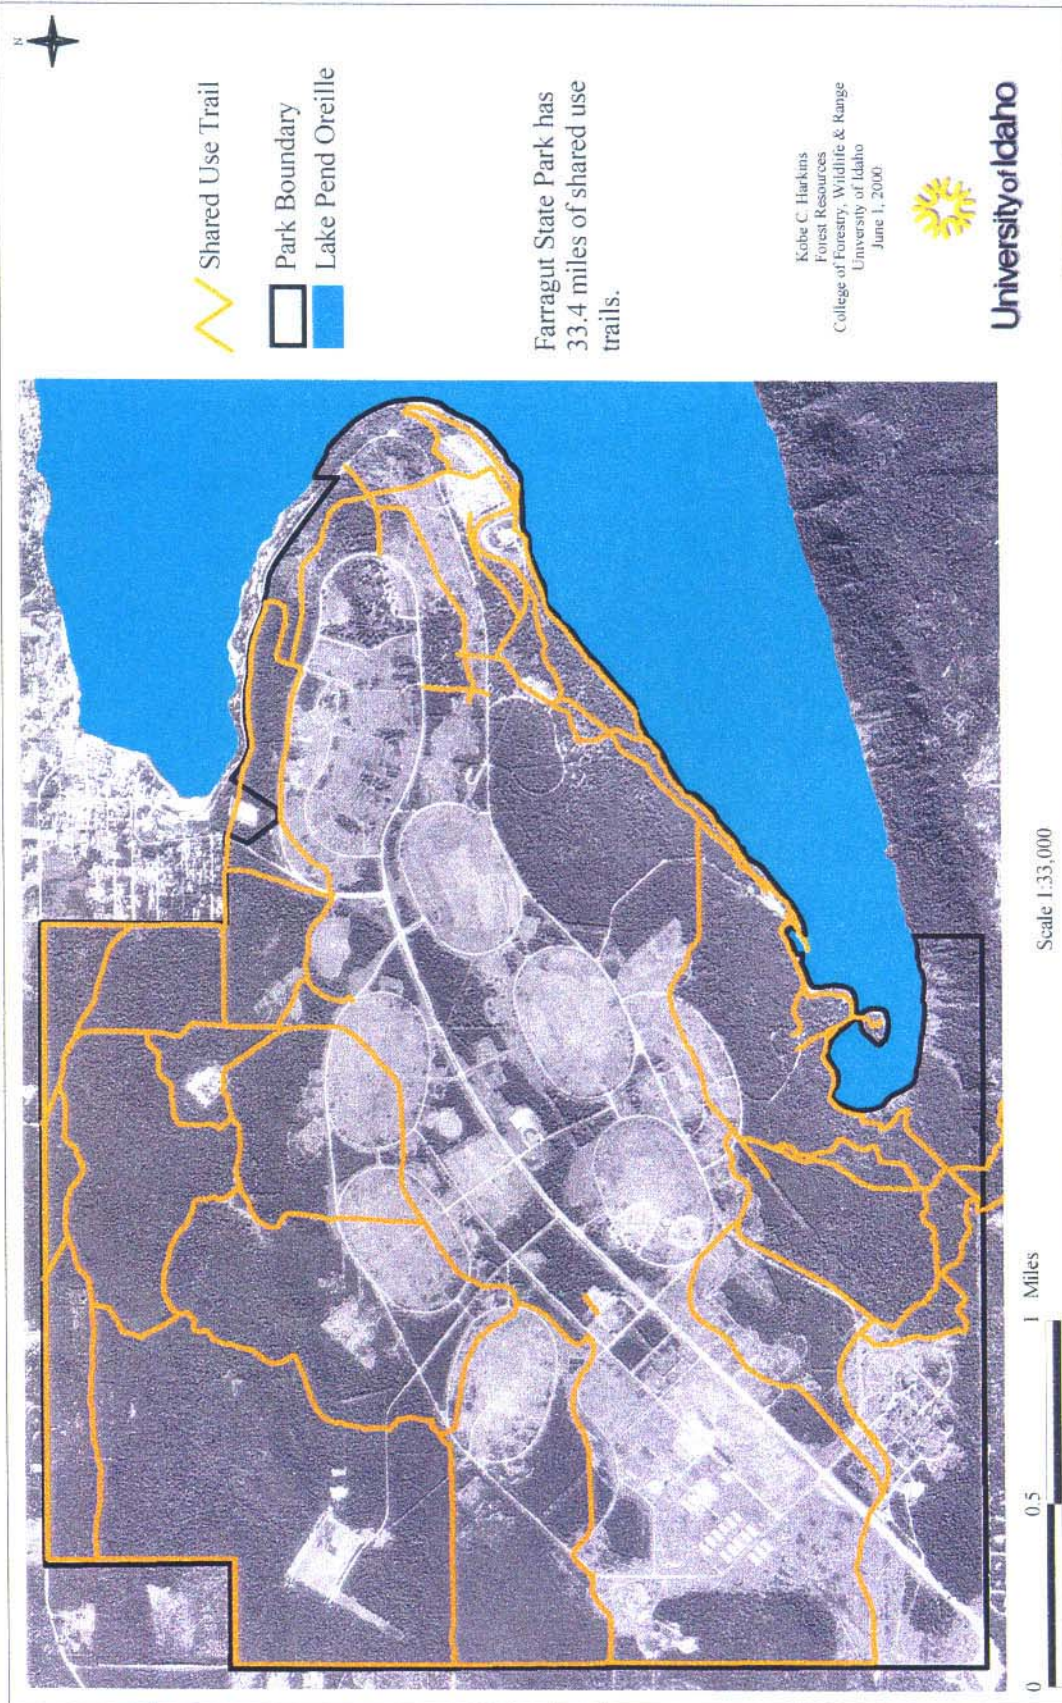 N
Shared Use Trail
Park Boundary
Lake Pend Oreille
Farragut State Park has
33.4 miles of shared use
trails.
Kobe C. Harkins
Forest Resources
College of Forestry, Wildlife & Range
University of Idaho
June 1, 2000
University of Idaho
0 0.5 1 Miles
Scale 1:33,000